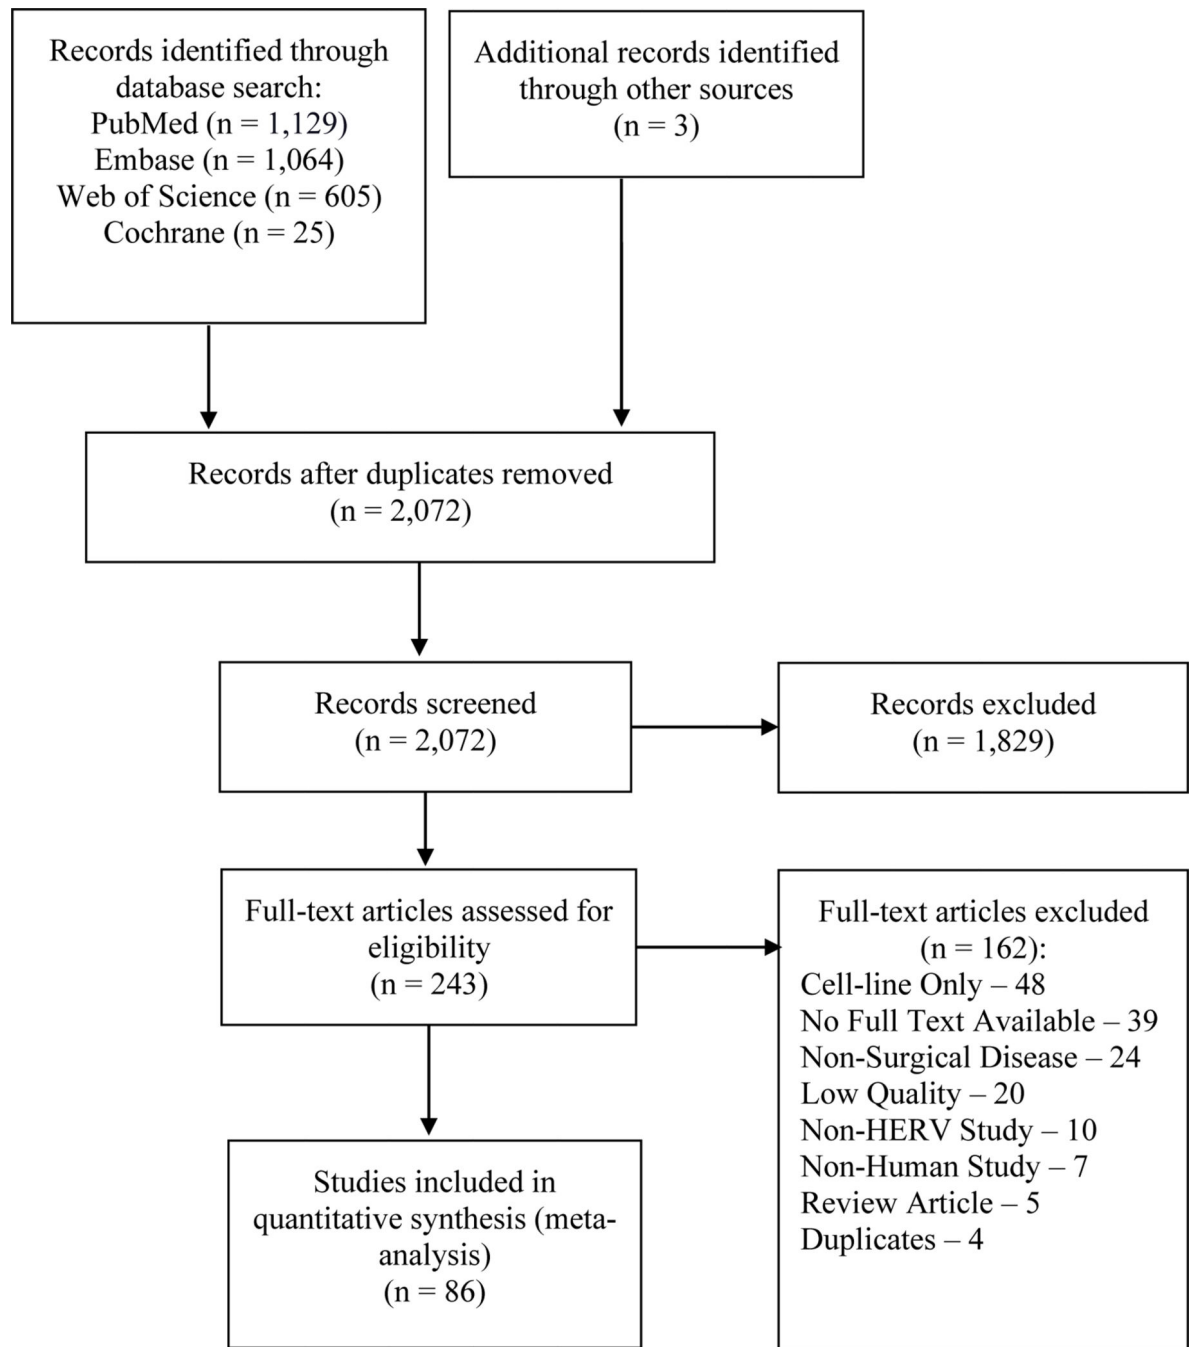 Records identified through
database search:
PubMed (n = 1,129)
Embase (n = 1,064)
Web of Science (n = 605)
Cochrane (n = 25)
Additional records identified
through other sources
(n = 3)
Records after duplicates removed
(n = 2,072)
Records screened
(n = 2,072)
Records excluded
(n = 1,829)
Full-text articles assessed for
eligibility
(n = 243)
Full-text articles excluded
(n = 162):
Cell-line Only – 48
No Full Text Available – 39
Non-Surgical Disease – 24
Low Quality – 20
Non-HERV Study – 10
Non-Human Study – 7
Review Article – 5
Duplicates – 4
Studies included in
quantitative synthesis (meta-
analysis)
(n = 86)